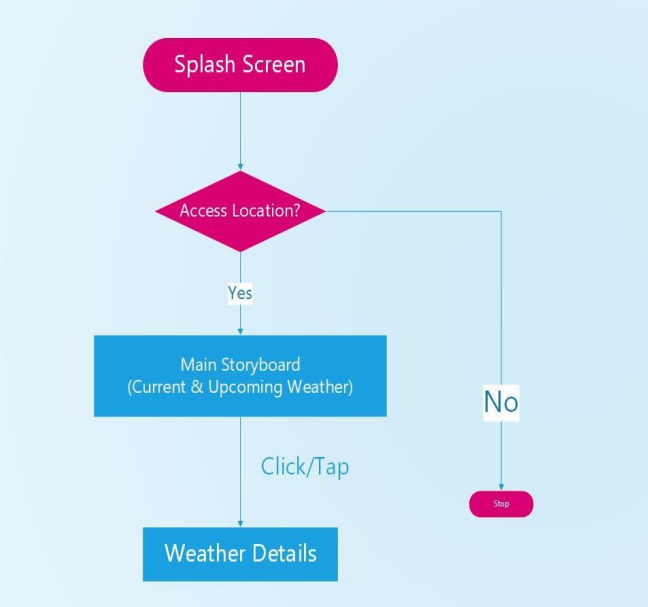 Splash Screen
Access Location?
Yes
Main Storyboard
(Current & Upcoming Weather)
No
Click/Tap
Stop
Weather Details